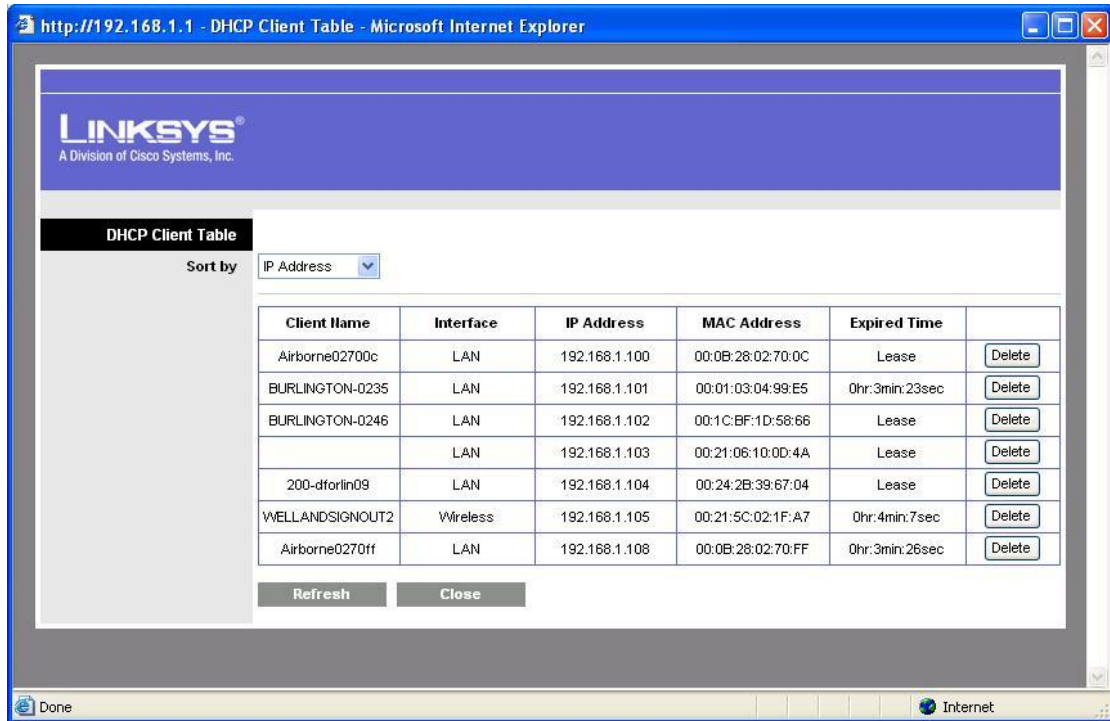 http://192.168.1.1 - DHCP Client Table - Microsoft Internet Explorer
LINKSYS®
A Division of Cisco Systems, Inc.
DHCP Client Table
Sort by IP Address
Client Name Interface IP Address MAC Address Expired Time
Airborne02700c LAN 192.168.1.100 00:0B:28:02:70:0C Lease Delete
BURLINGTON-0235 LAN 192.168.1.101 00:01:03:04:99:E5 0hr:3min:23sec Delete
BURLINGTON-0246 LAN 192.168.1.102 00:1C:BF:1D:58:66 Lease Delete
LAN 192.168.1.103 00:21:06:10:0D:4A Lease Delete
200-dforlin09 LAN 192.168.1.104 00:24:2B:39:67:04 Lease Delete
WELLANDSIGNOUT2 Wireless 192.168.1.105 00:21:5C:02:1F:A7 0hr:4min:7sec Delete
Airborne0270ff LAN 192.168.1.108 00:0B:28:02:70:FF 0hr:3min:26sec Delete
Refresh Close
Done Internet